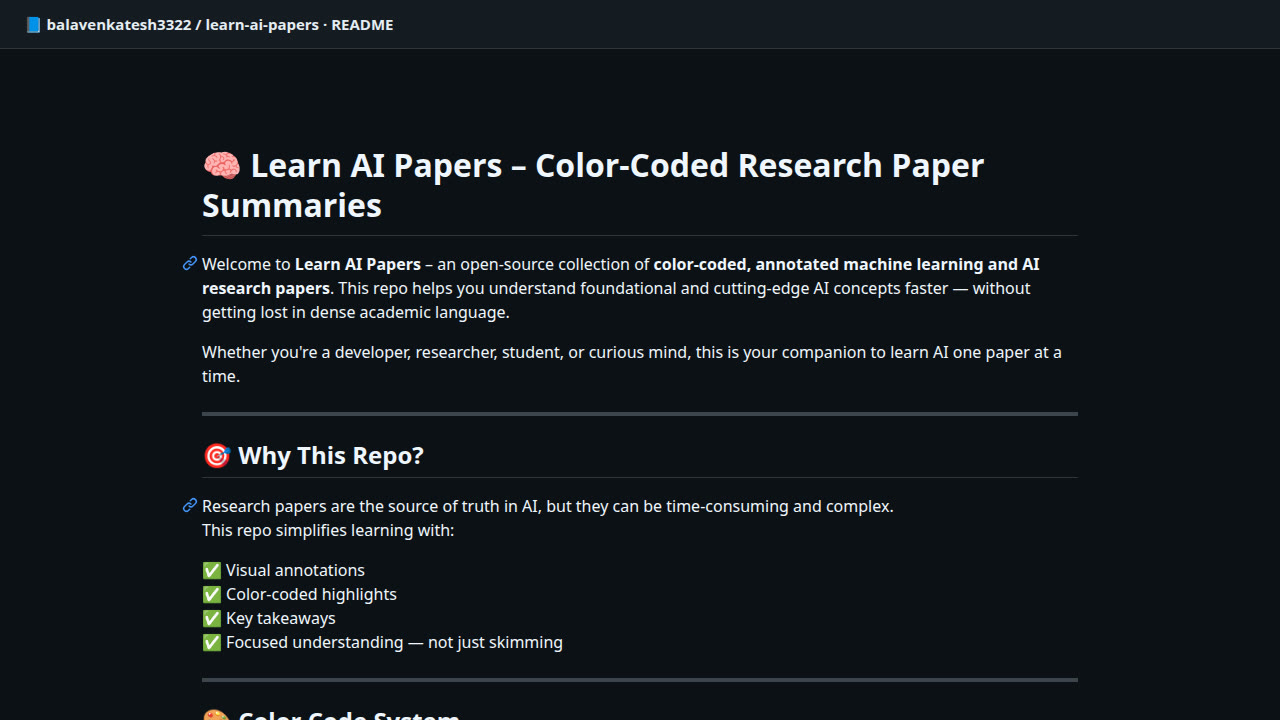 📘 balavenkatesh3322 / learn-ai-papers · README
🧠 Learn AI Papers – Color-Coded Research Paper
Summaries
Welcome to Learn AI Papers – an open-source collection of color-coded, annotated machine learning and AI
research papers. This repo helps you understand foundational and cutting-edge AI concepts faster — without
getting lost in dense academic language.
Whether you're a developer, researcher, student, or curious mind, this is your companion to learn AI one paper at a
time.
🎯 Why This Repo?
Research papers are the source of truth in AI, but they can be time-consuming and complex.
This repo simplifies learning with:
✅ Visual annotations
✅ Color-coded highlights
✅ Key takeaways
✅ Focused understanding — not just skimming
🎨 Color Code System